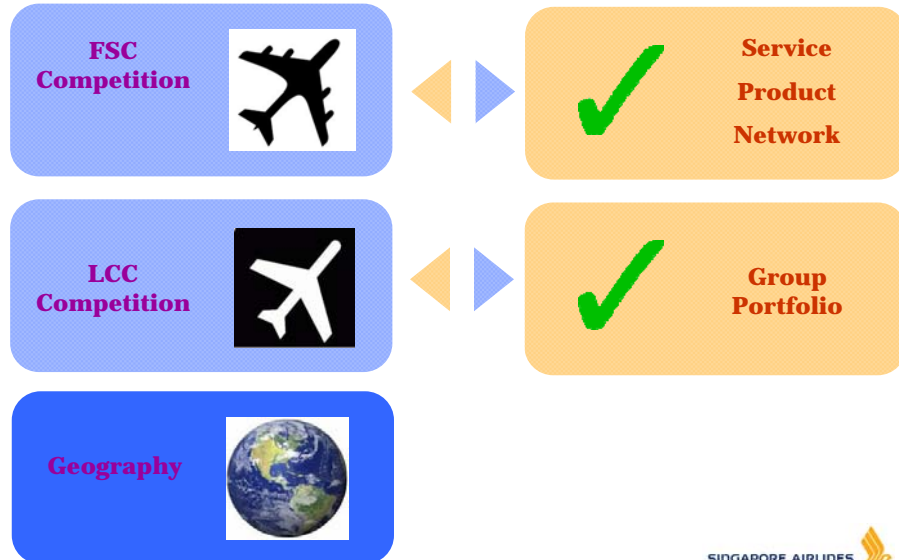 FSC
Competition
Service
Product
Network
LCC
Competition
Group
Portfolio
Geography
SINGAPORE AIRLINES